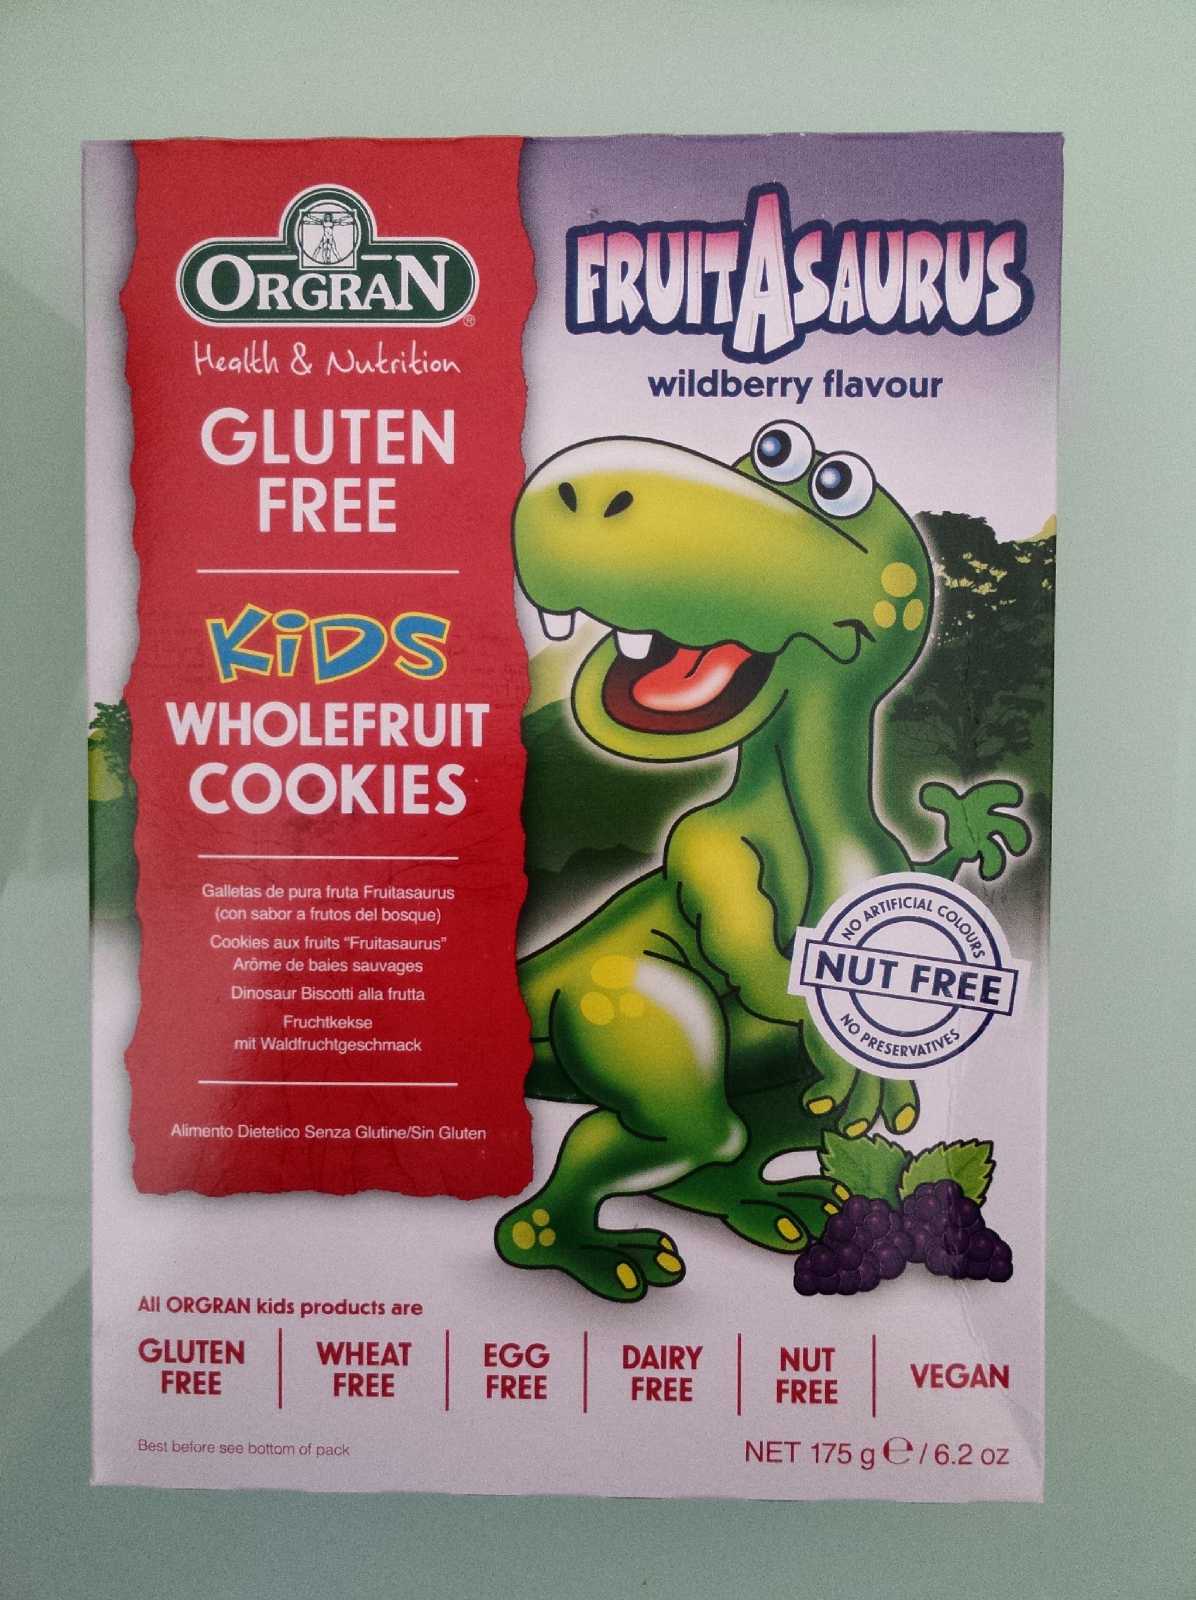 ORGRAN®
Health & Nutrition
GLUTEN
FREE
KiDS
WHOLEFRUIT
COOKIES
Galletas de pura fruta Fruitasaurus
(con sabor a frutos del bosque)
Cookies aux fruits "Fruitasaurus"
Arôme de baies sauvages
Dinosaur Biscotti alla frutta
Fruchtkekse
mit Waldfruchtgeschmack
Alimento Dietetico Senza Glutine/Sin Gluten
FRUITASAURUS
wildberry flavour
NO ARTIFICIAL COLOURS
NUT FREE
NO PRESERVATIVES
All ORGRAN kids products are
GLUTEN
FREE
WHEAT
FREE
EGG
FREE
DAIRY
FREE
NUT
FREE
VEGAN
Best before see bottom of pack
NET 175 g ℮ / 6.2 oz